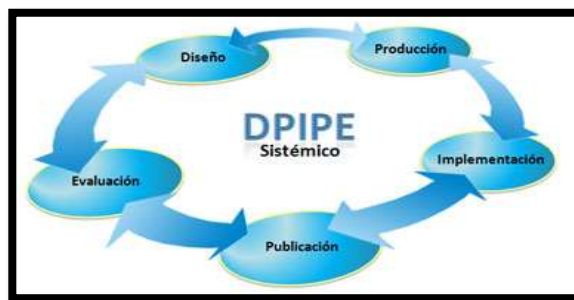 Diseño
Producción
DPIPE
Sistémico
Implementación
Evaluación
Publicación